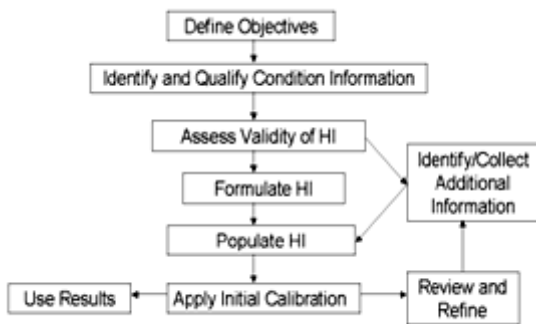 Define Objectives
Identify and Qualify Condition Information
Assess Validity of HI
Identify/Collect
Additional
Information
Formulate HI
Populate HI
Use Results
Apply Initial Calibration
Review and
Refine